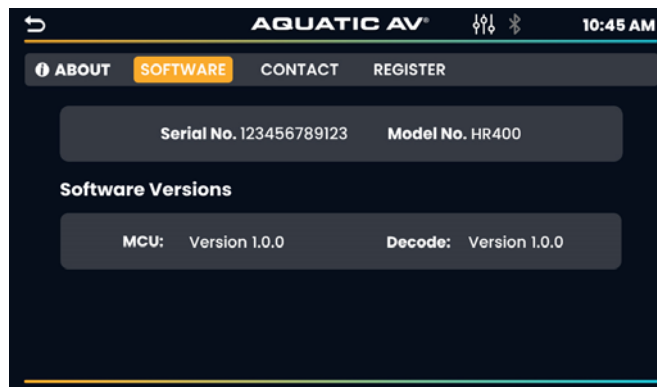 AQUATIC AV® 10:45 AM
ABOUT SOFTWARE CONTACT REGISTER
Serial No. 123456789123 Model No. HR400
Software Versions
MCU: Version 1.0.0 Decode: Version 1.0.0